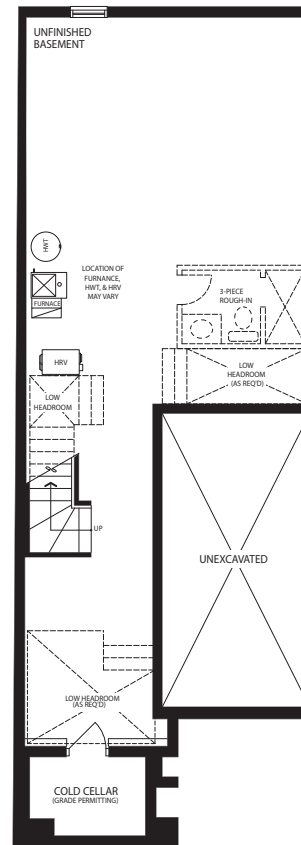 UNFINISHED
BASEMENT
HWT
LOCATION OF
FURNANCE,
HWT, & HRV
MAY VARY
FURNACE
3-PIECE
ROUGH-IN
HRV
LOW
HEADROOM
(AS REQ'D)
LOW
HEADROOM
UP
UNEXCAVATED
LOW HEADROOM
(AS REQ'D)
COLD CELLAR
(GRADE PERMITTING)